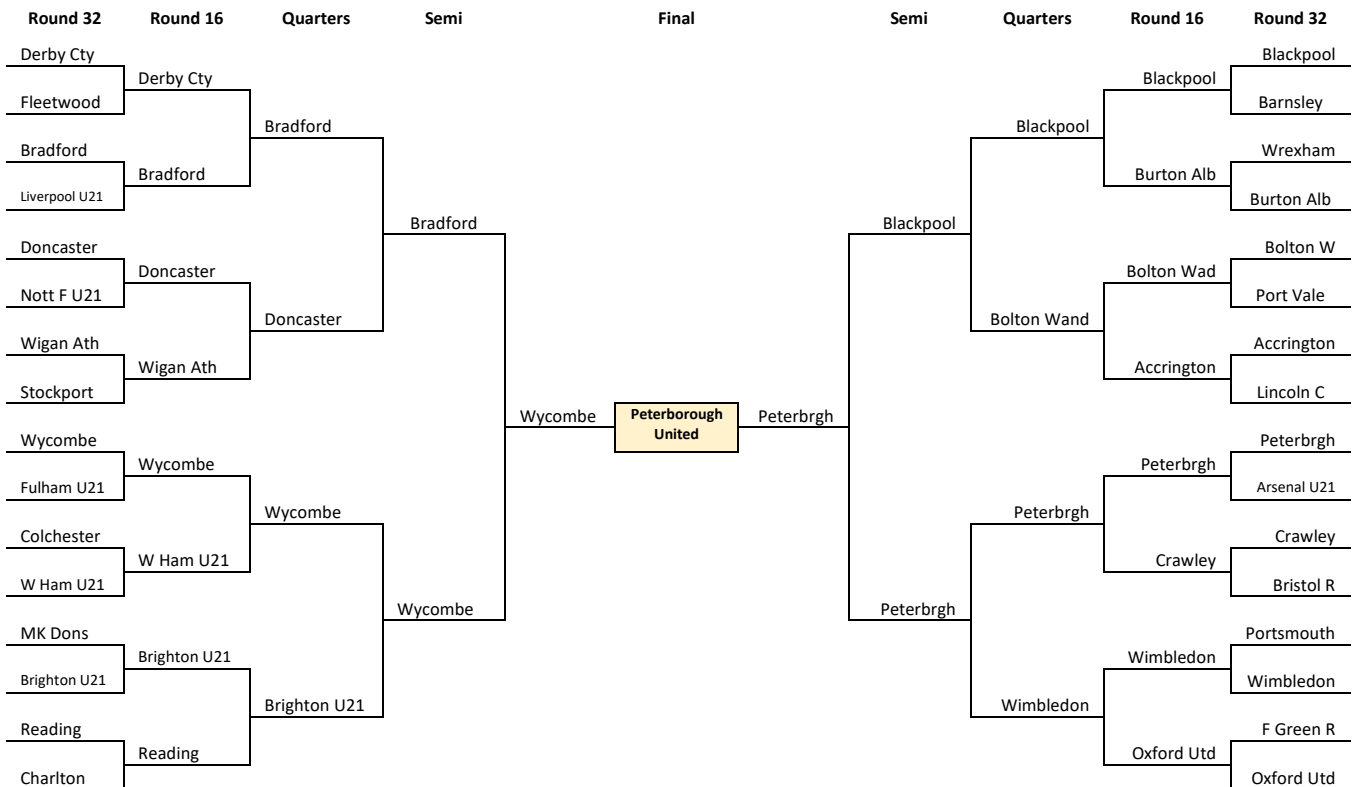 Round 32 Round 16 Quarters Semi Final Semi Quarters Round 16 Round 32
Derby Cty Blackpool
Derby Cty Blackpool
Fleetwood Barnsley
Bradford Blackpool
Bradford Wrexham
Bradford Burton Alb
Liverpool U21 Burton Alb
Bradford Blackpool
Doncaster Bolton W
Doncaster Bolton Wad
Nott F U21 Port Vale
Doncaster Bolton Wand
Wigan Ath Accrington
Wigan Ath Accrington
Stockport Lincoln C
Wycombe Peterborough Peterbrgh
United
Wycombe Peterbrgh
Wycombe Peterbrgh
Fulham U21 Arsenal U21
Wycombe Peterbrgh
Colchester Crawley
W Ham U21 Crawley
W Ham U21 Bristol R
Wycombe Peterbrgh
MK Dons Portsmouth
Brighton U21 Wimbledon
Brighton U21 Wimbledon
Brighton U21 Wimbledon
Reading F Green R
Reading Oxford Utd
Charlton Oxford Utd